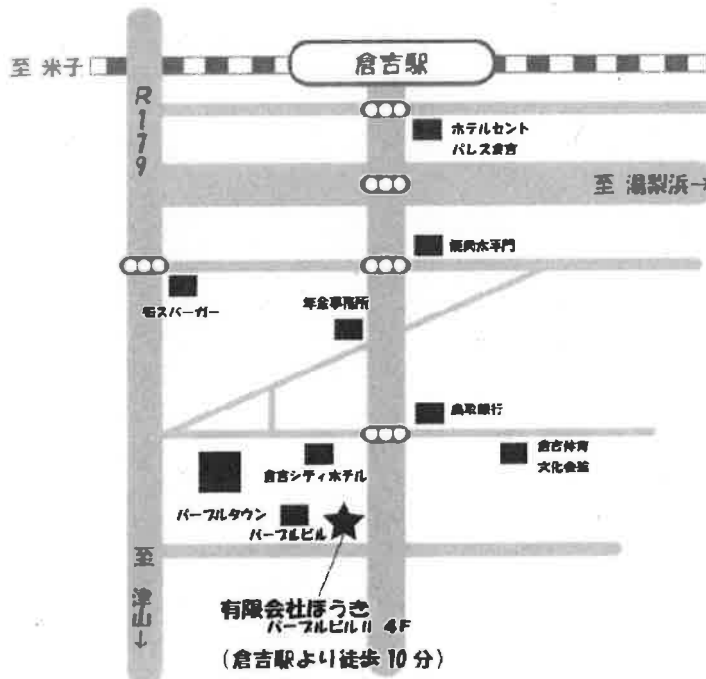 倉吉駅
至 米子
R179
ホテルセント
パレス倉吉
至 湯梨浜→
モスバーガー
年金事務所
鳥取銀行
倉吉体育
文化会館
倉吉シティホテル
パープルタウン
パープルビル
至 津山→
有限会社ほうき
パープルビルII 4F
(倉吉駅より徒歩10分)